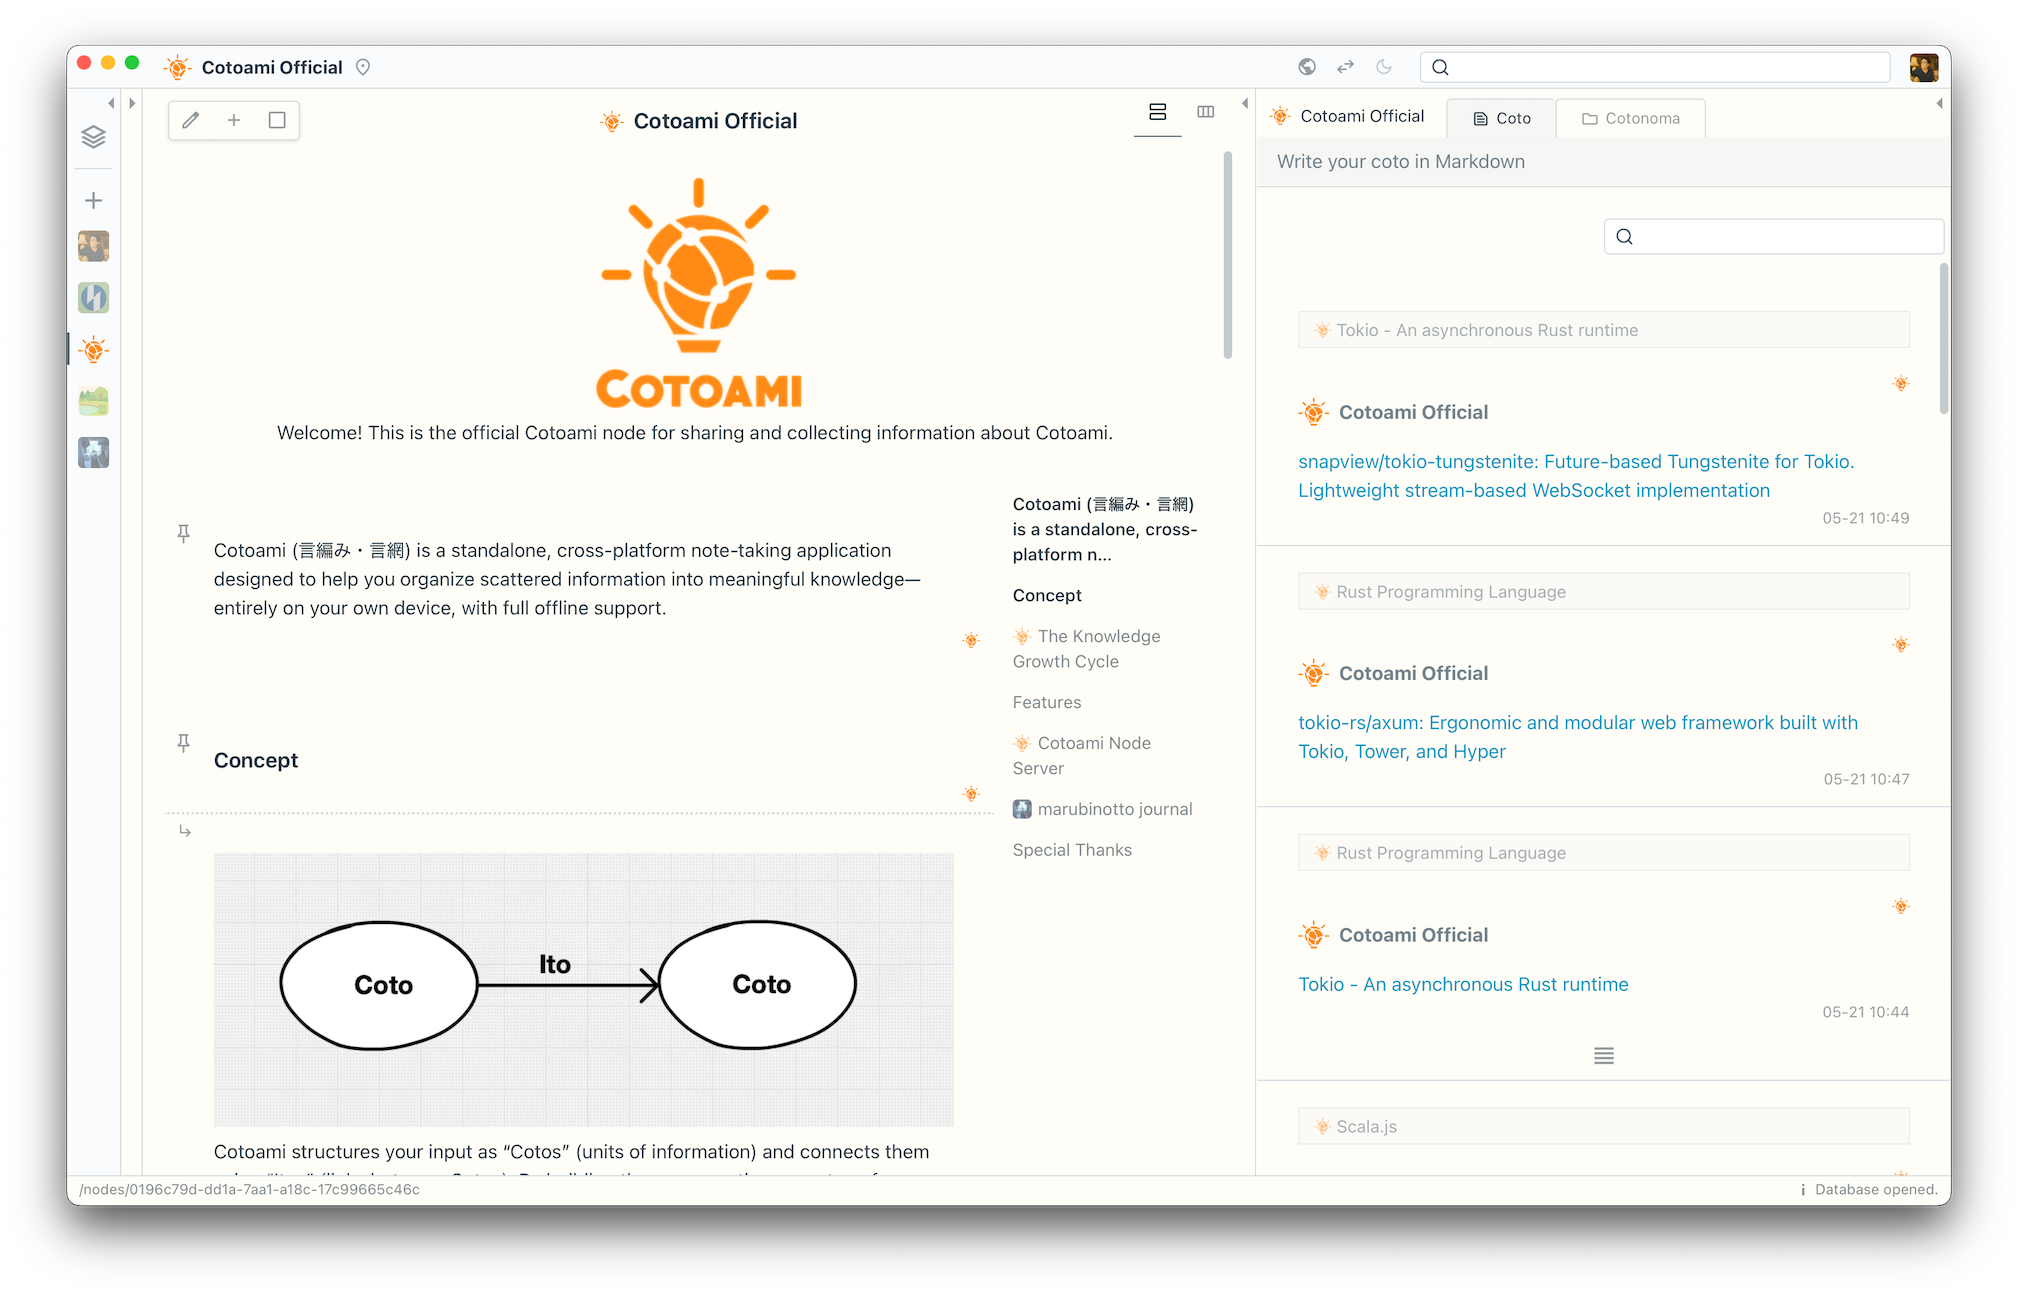 Cotoami Official
Cotoami Official
COTOAMI
Welcome! This is the official Cotoami node for sharing and collecting information about Cotoami.
Cotoami (言編み・言網) is a standalone, cross-platform note-taking application
designed to help you organize scattered information into meaningful knowledge—
entirely on your own device, with full offline support.
Concept
Coto
Ito
Coto
Cotoami structures your input as “Cotos” (units of information) and connects them
Cotoami (言編み・言網)
is a standalone, cross-
platform n...
Concept
The Knowledge
Growth Cycle
Features
Cotoami Node
Server
marubinotto journal
Special Thanks
Cotoami Official
Coto
Cotonoma
Write your coto in Markdown
Tokio - An asynchronous Rust runtime
Cotoami Official
snapview/tokio-tungstenite: Future-based Tungstenite for Tokio.
Lightweight stream-based WebSocket implementation
05-21 10:49
Rust Programming Language
Cotoami Official
tokio-rs/axum: Ergonomic and modular web framework built with
Tokio, Tower, and Hyper
05-21 10:47
Rust Programming Language
Cotoami Official
Tokio - An asynchronous Rust runtime
05-21 10:44
Scala.js
/nodes/0196c79d-dd1a-7aa1-a18c-17c99665c46c
Database opened.